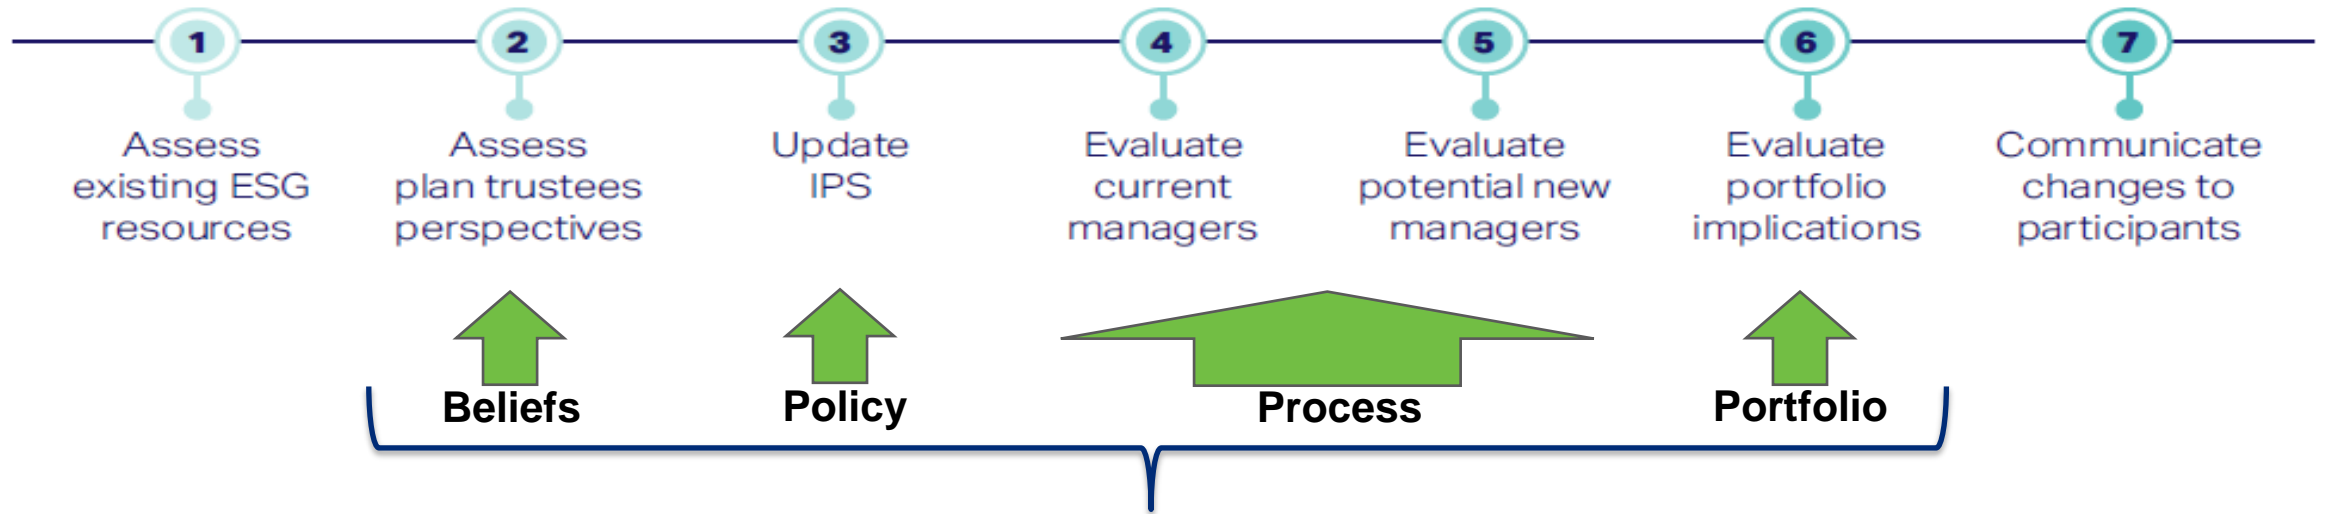 1
2
3
4
5
6
7
Assess
existing ESG
resources
Assess
plan trustees
perspectives
Update
IPS
Evaluate
current
managers
Evaluate
potential new
managers
Evaluate
portfolio
implications
Communicate
changes to
participants
Beliefs
Policy
Process
Portfolio